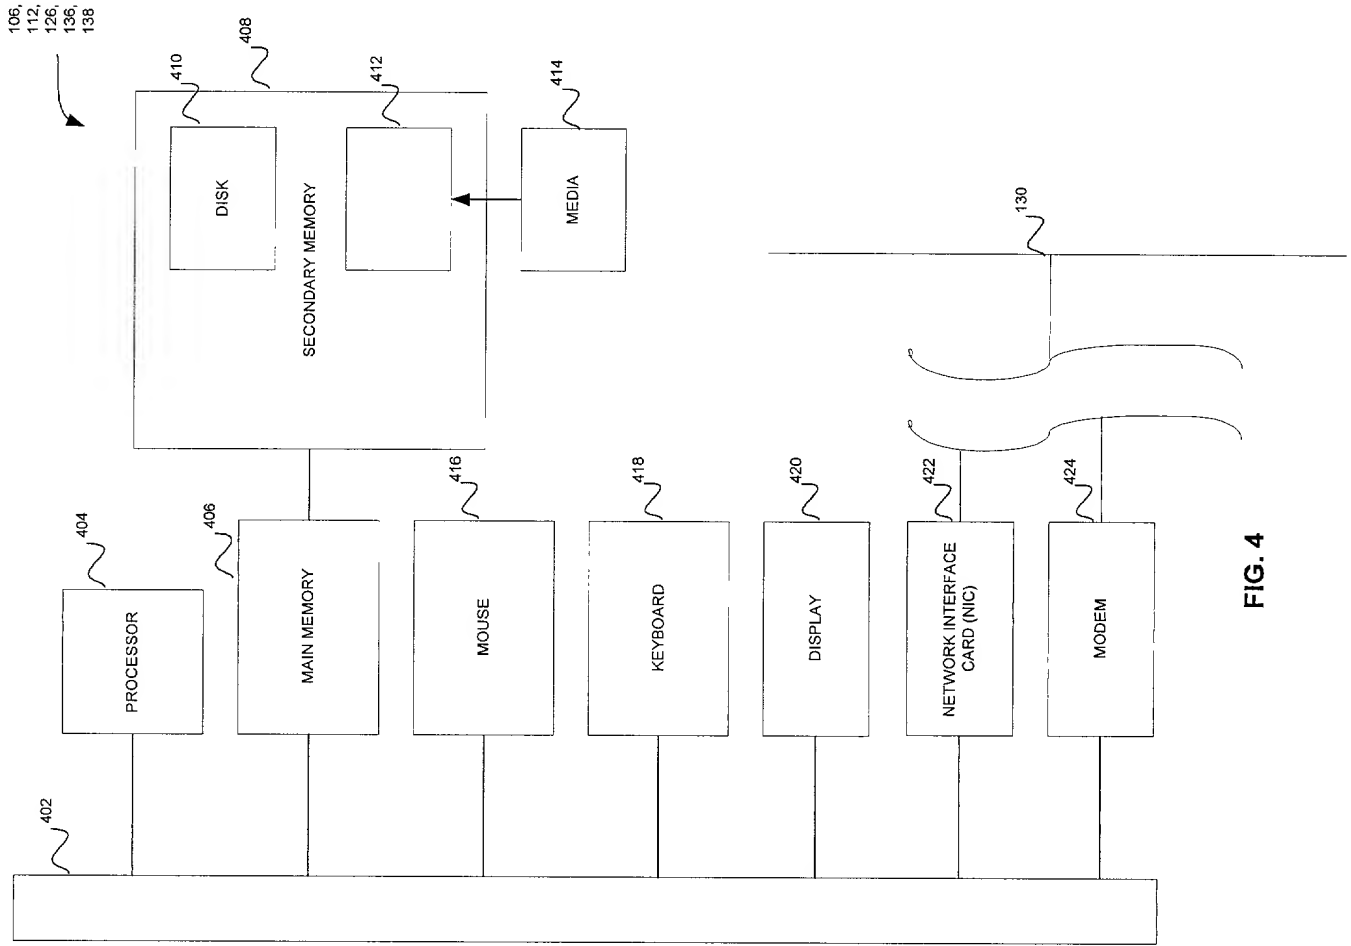 106,
112,
126,
136,
138
408
410
DISK
SECONDARY MEMORY
412
414
MEDIA
130
404
PROCESSOR
406
MAIN MEMORY
416
MOUSE
418
KEYBOARD
420
DISPLAY
422
NETWORK INTERFACE
CARD (NIC)
424
MODEM
402
FIG. 4